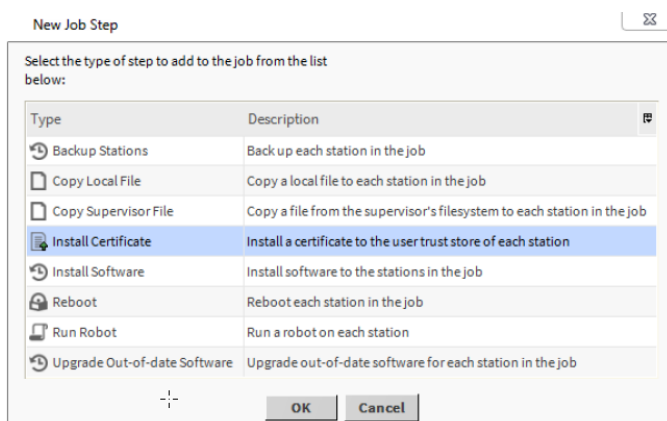 New Job Step
Select the type of step to add to the job from the list
below:
Type Description
Backup Stations Back up each station in the job
Copy Local File Copy a local file to each station in the job
Copy Supervisor File Copy a file from the supervisor's filesystem to each station in the job
Install Certificate Install a certificate to the user trust store of each station
Install Software Install software to the stations in the job
Reboot Reboot each station in the job
Run Robot Run a robot on each station
Upgrade Out-of-date Software Upgrade out-of-date software for each station in the job
OK Cancel